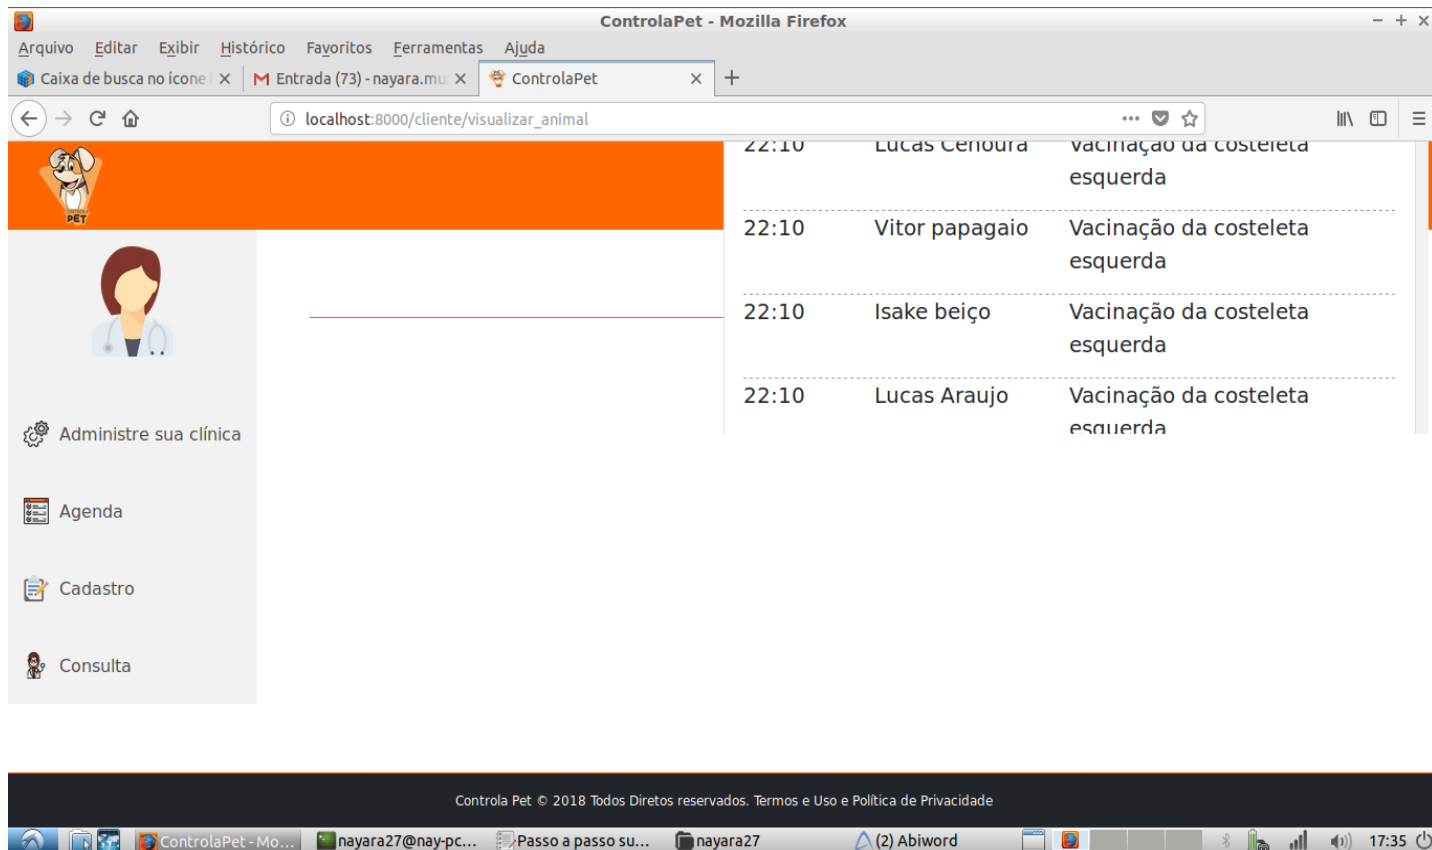 ControlaPet - Mozilla Firefox
Arquivo Editar Exibir Histórico Favoritos Ferramentas Ajuda
Caixa de busca no ícone
Entrada (73) - nayara.mu
ControlaPet
localhost:8000/cliente/visualizar_animal
PET
22:10 Lucas Cenoura Vacinação da costeleta
esquerda
22:10 Vitor papagaio Vacinação da costeleta
esquerda
22:10 Isake beiço Vacinação da costeleta
esquerda
22:10 Lucas Araujo Vacinação da costeleta
esquerda
Administre sua clínica
Agenda
Cadastro
Consulta
Controla Pet © 2018 Todos Diretos reservados. Termos e Uso e Política de Privacidade
ControlaPet - Mo... nayara27@nay-pc... Passo a passo su... nayara27 (2) Abiword 17:35